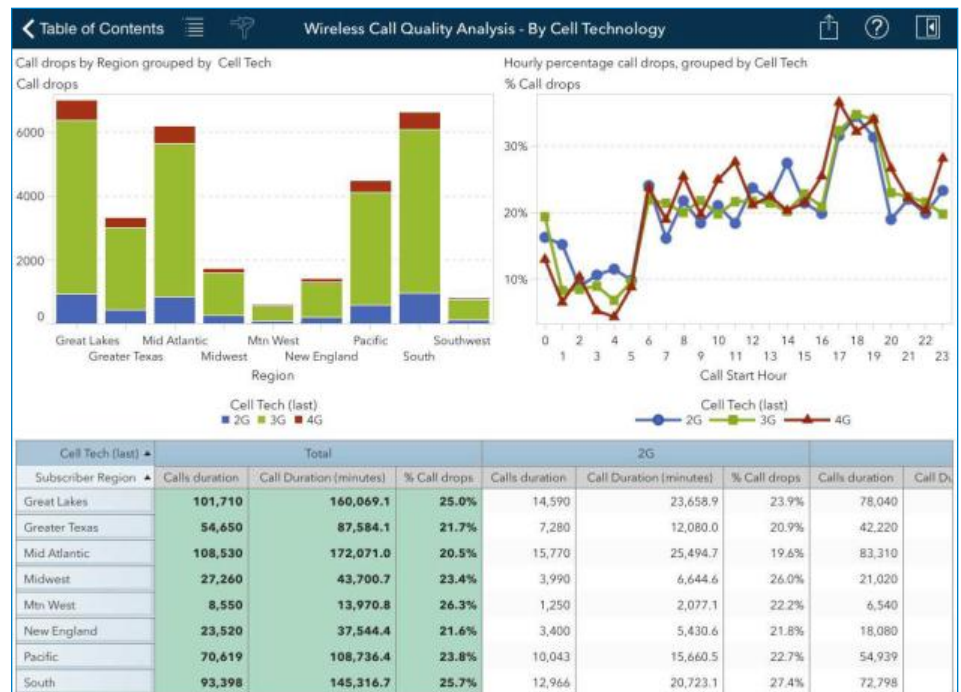 Table of Contents
Wireless Call Quality Analysis - By Cell Technology
?
Call drops by Region grouped by Cell Tech
Call drops
6000
4000
2000
0
Great Lakes Mid Atlantic Mtn West Pacific Southwest
Greater Texas Midwest New England South
Region
Cell Tech (last)
2G 3G 4G
Hourly percentage call drops, grouped by Cell Tech
% Call drops
30%
20%
10%
0 2 4 6 8 10 12 14 16 18 20 22
1 3 5 7 9 11 13 15 17 19 21 23
Call Start Hour
Cell Tech (last)
2G 3G 4G
Cell Tech (last) Total 2G
Subscriber Region Calls duration Call Duration (minutes) % Call drops Calls duration Call Duration (minutes) % Call drops Calls duration Call Du
Great Lakes 101,710 160,069.1 25.0% 14,590 23,658.9 23.9% 78,040
Greater Texas 54,650 87,584.1 21.7% 7,280 12,080.0 20.9% 42,220
Mid Atlantic 108,530 172,071.0 20.5% 15,770 25,494.7 19.6% 83,310
Midwest 27,260 43,700.7 23.4% 3,990 6,644.6 26.0% 21,020
Mtn West 8,550 13,970.8 26.3% 1,250 2,077.1 22.2% 6,540
New England 23,520 37,544.4 21.6% 3,400 5,430.6 21.8% 18,080
Pacific 70,619 108,736.4 23.8% 10,043 15,660.5 22.7% 54,939
South 93,398 145,316.7 25.7% 12,966 20,723.1 27.4% 72,798